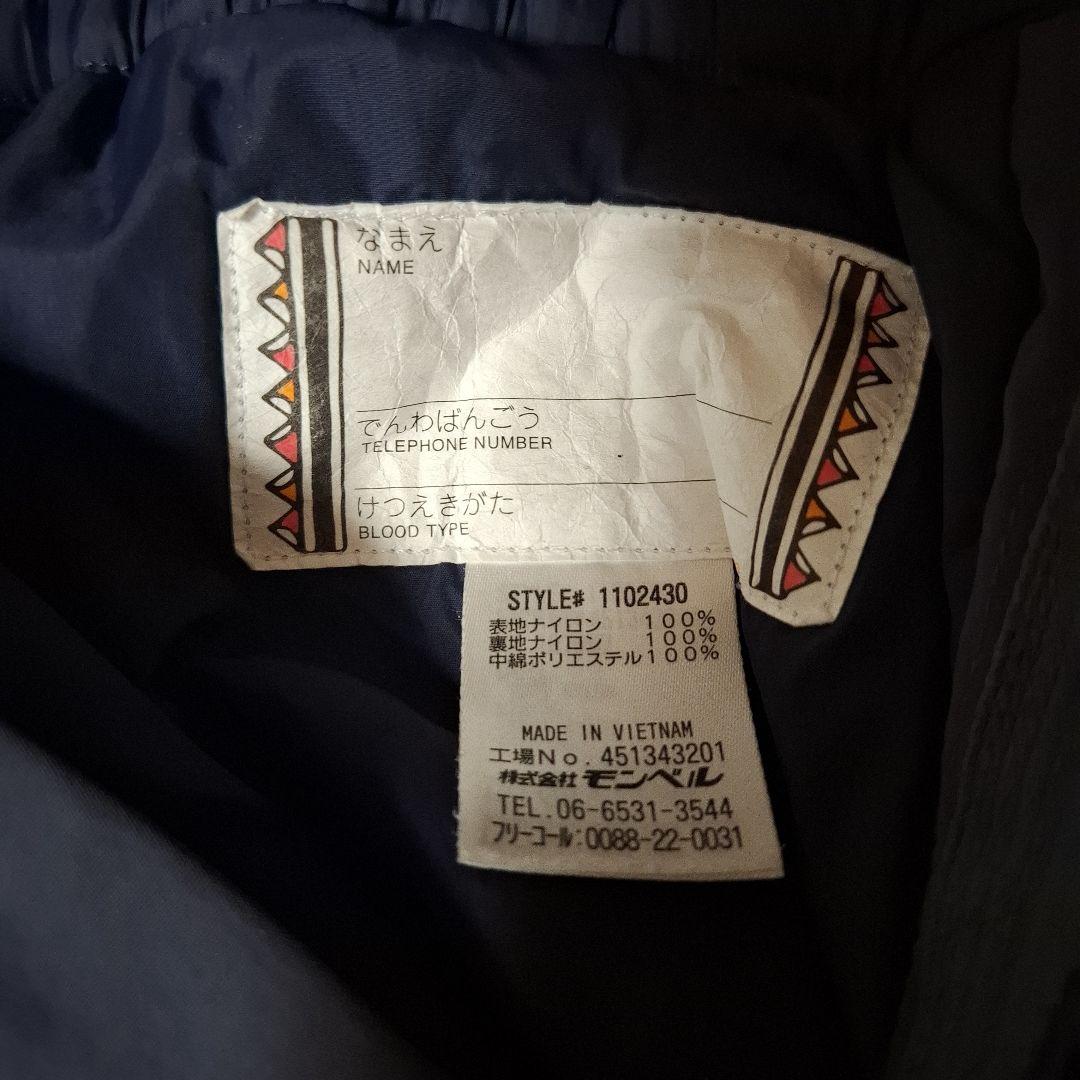 なまえ
NAME
でんわばんごう
TELEPHONE NUMBER
けつえきがた
BLOOD TYPE
STYLE# 1102430
表地ナイロン 100%
裏地ナイロン 100%
中綿ポリエステル100%
MADE IN VIETNAM
工場No. 451343201
株式会社 モンベル
TEL.06-6531-3544
フリーコール:0088-22-0031